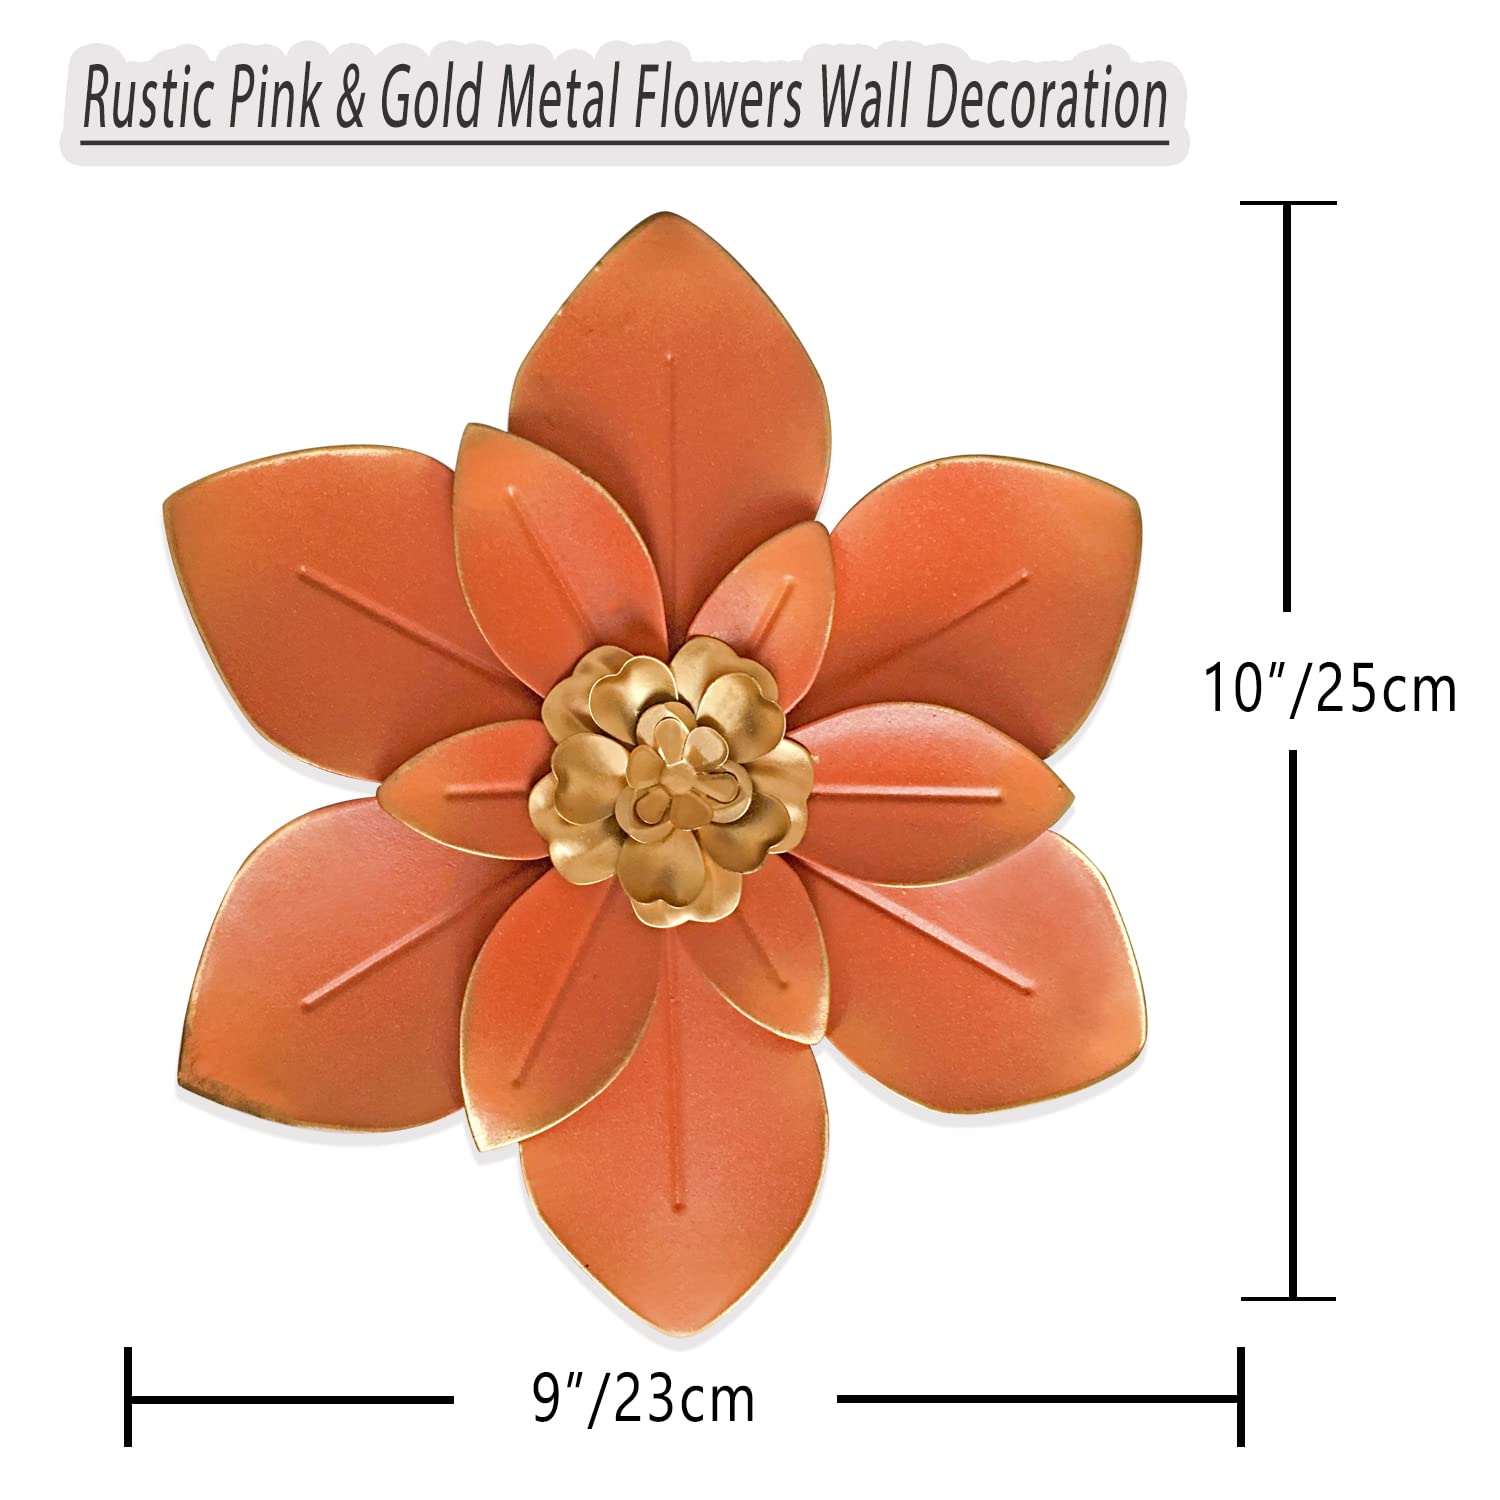 Rustic Pink & Gold Metal Flowers Wall Decoration
10″/25cm
9″/23cm